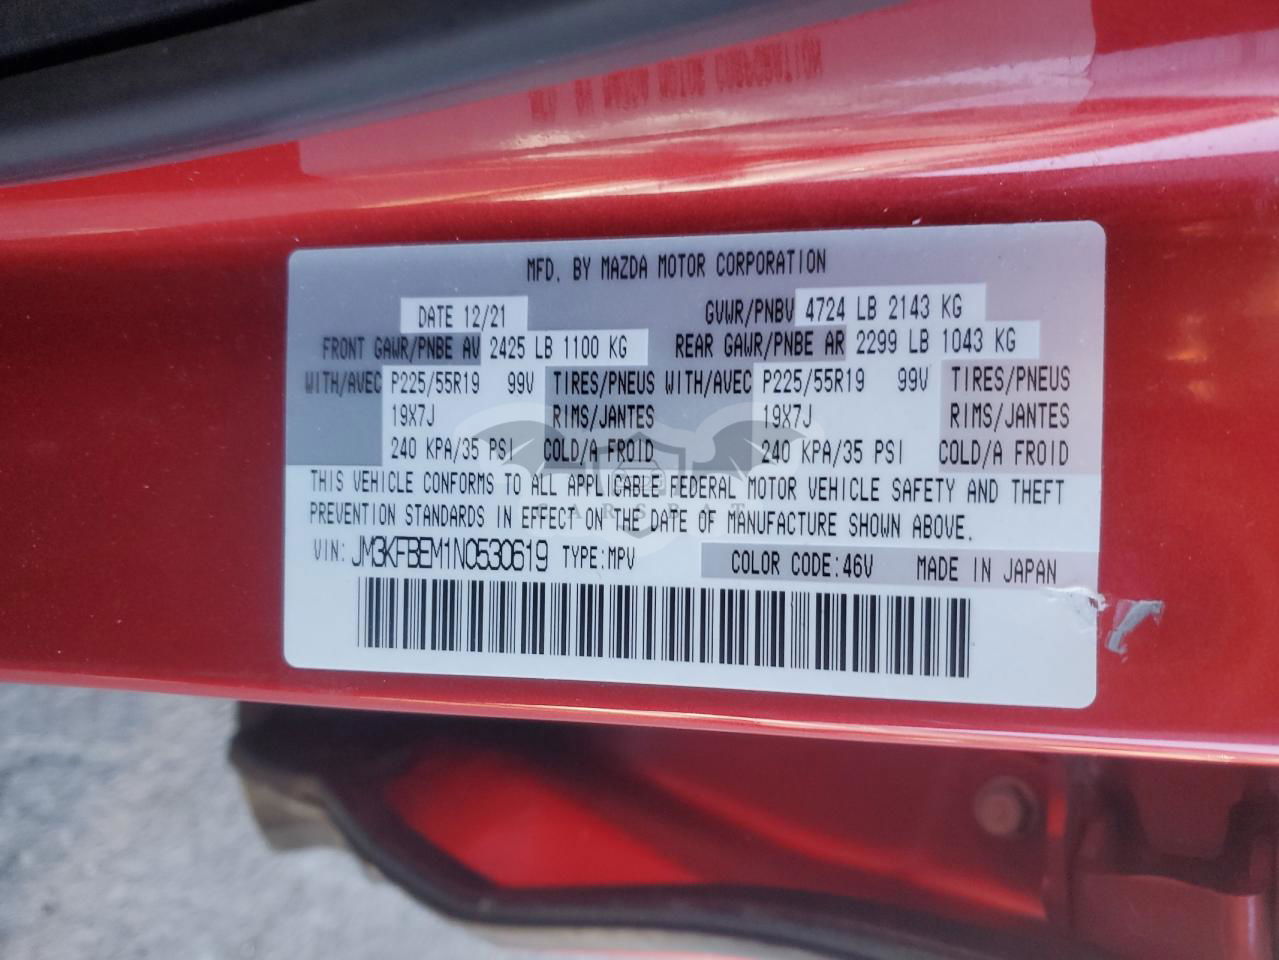 MFD. BY MAZDA MOTOR CORPORATION
DATE 12/21 GVWR/PNBV 4724 LB 2143 KG
FRONT GAWR/PNBE AV 2425 LB 1100 KG REAR GAWR/PNBE AR 2299 LB 1043 KG
WITH/AVEC P225/55R19 99V TIRES/PNEUS WITH/AVEC P225/55R19 99V TIRES/PNEUS
19X7J RIMS/JANTES 19X7J RIMS/JANTES
240 KPA/35 PSI COLD/A FROID 240 KPA/35 PSI COLD/A FROID
THIS VEHICLE CONFORMS TO ALL APPLICABLE FEDERAL MOTOR VEHICLE SAFETY AND THEFT
PREVENTION STANDARDS IN EFFECT ON THE DATE OF MANUFACTURE SHOWN ABOVE.
VIN: JM3KFBEM1N0530619 TYPE:MPV COLOR CODE:46V MADE IN JAPAN